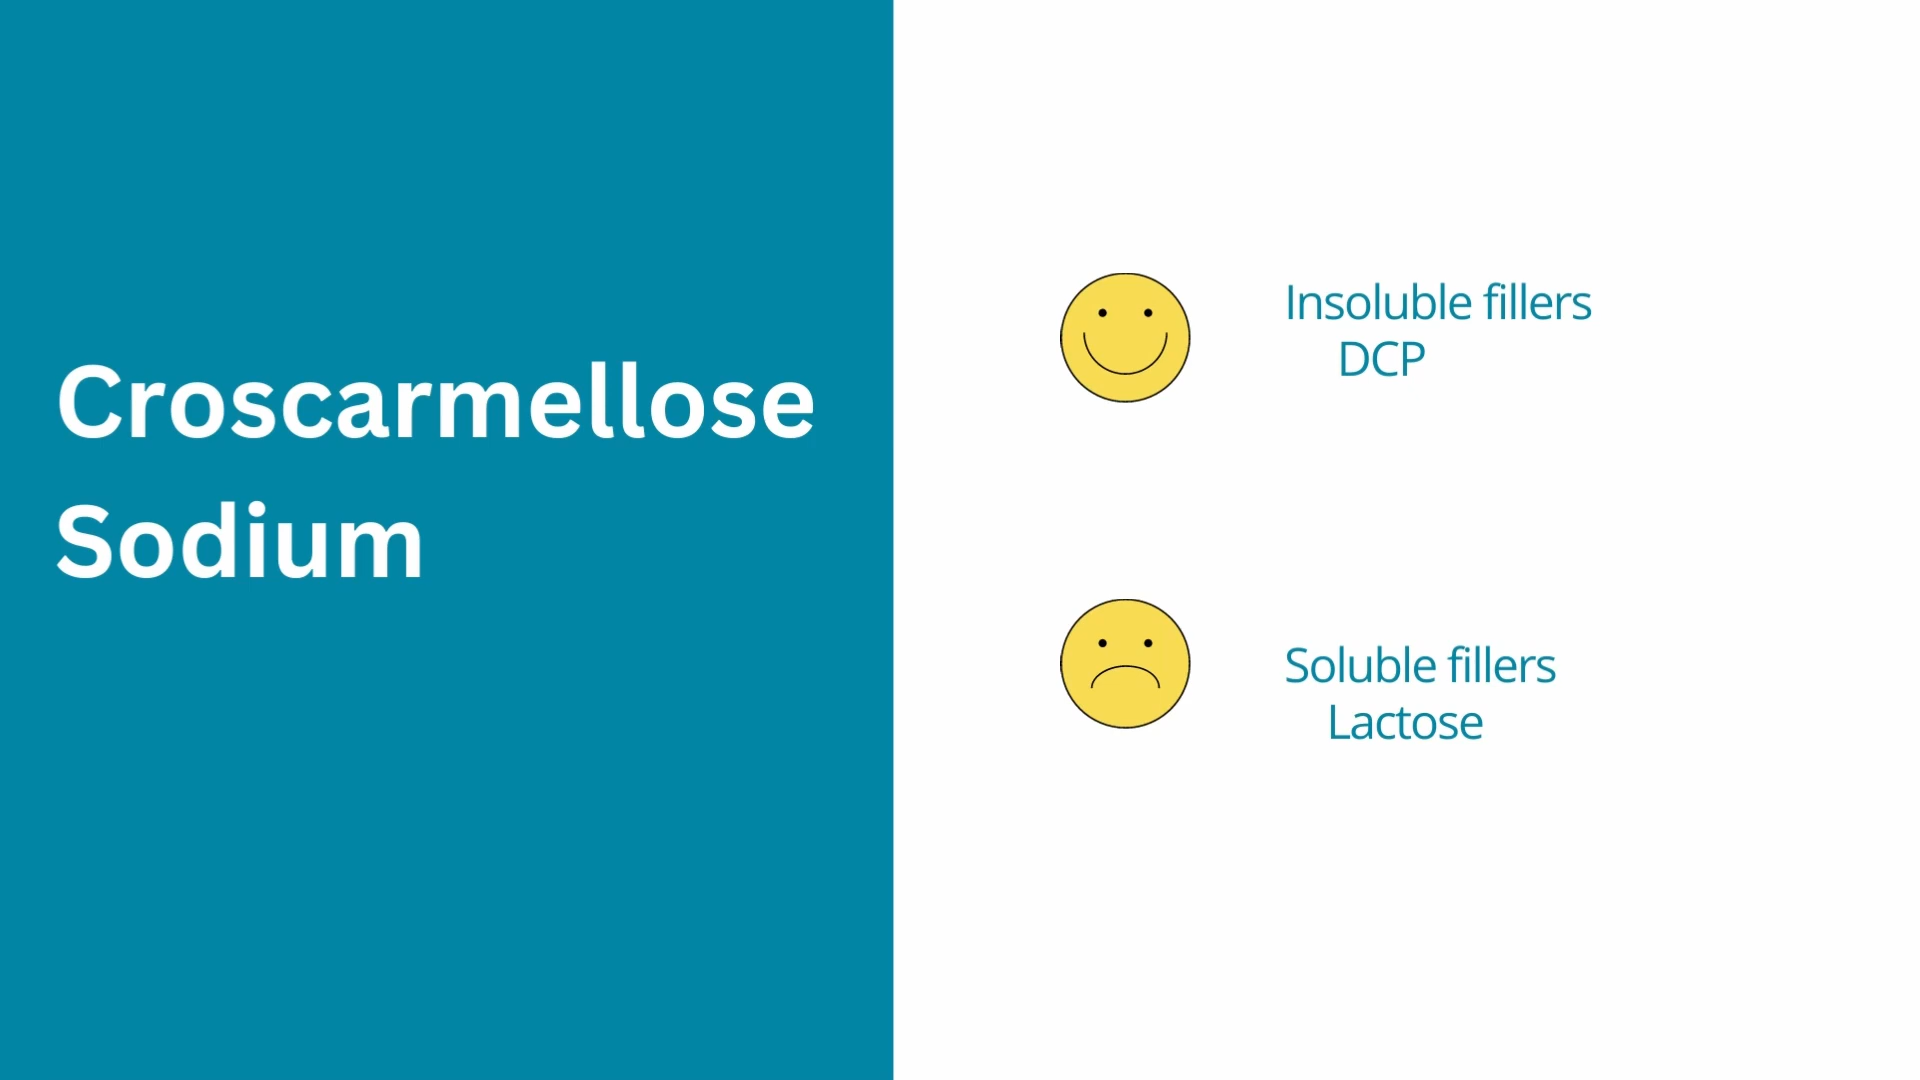 Croscarmellose
Sodium
Insoluble fillers
DCP
Soluble fillers
Lactose